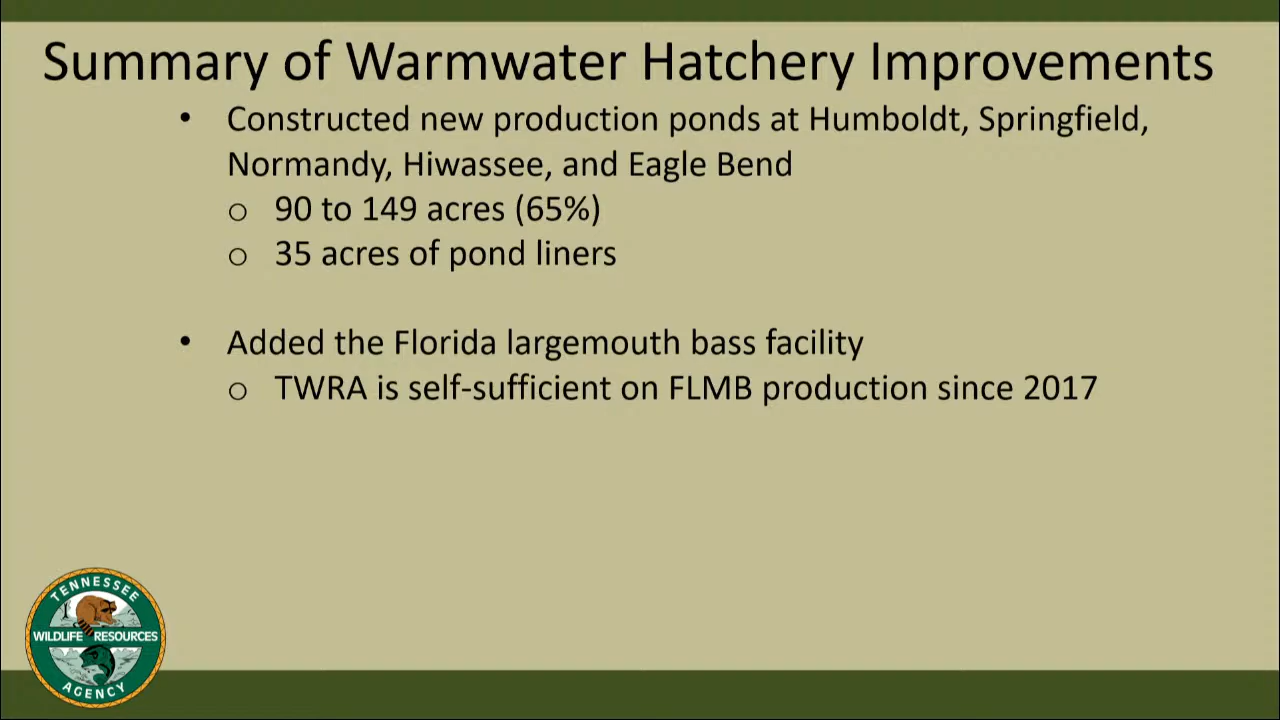 Summary of Warmwater Hatchery Improvements
• Constructed new production ponds at Humboldt, Springfield,
Normandy, Hiwassee, and Eagle Bend
o 90 to 149 acres (65%)
o 35 acres of pond liners
• Added the Florida largemouth bass facility
o TWRA is self-sufficient on FLMB production since 2017
TENNESSEE
WILDLIFE RESOURCES
AGENCY